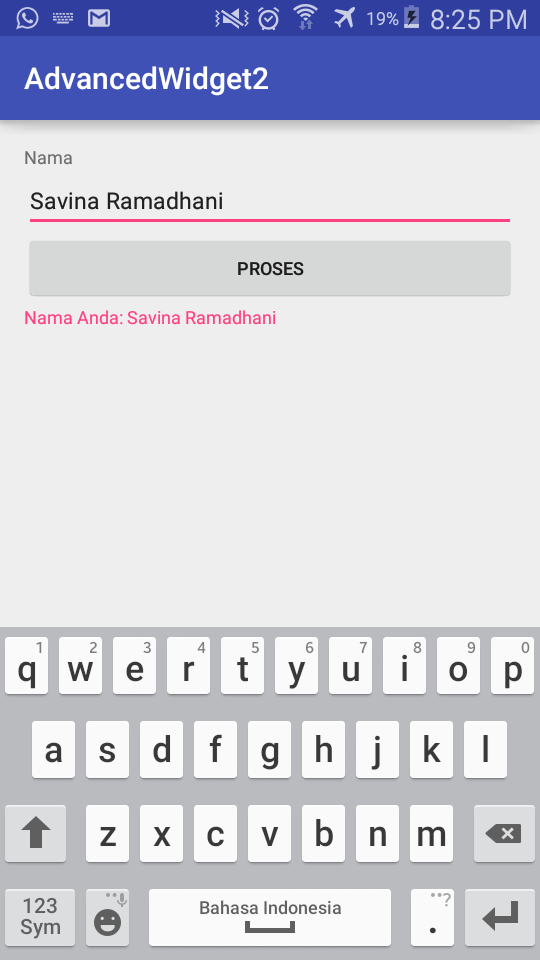 19% 8:25 PM
AdvancedWidget2
Nama
Savina Ramadhani
PROSES
Nama Anda: Savina Ramadhani
1 2 3 4 5 6 7 8 9 0
q w e r t y u i o p
a s d f g h j k l
z x c v b n m
123 Sym
Bahasa Indonesia
. ?